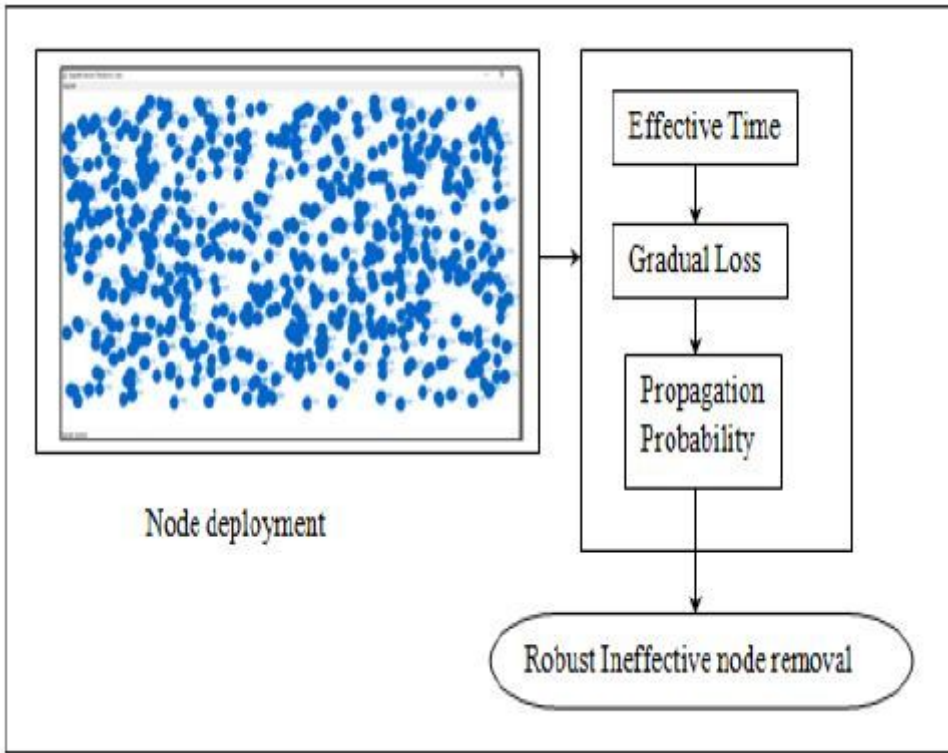 Effective Time
Gradual Loss
Propagation
Probability
Node deployment
Robust Ineffective node removal